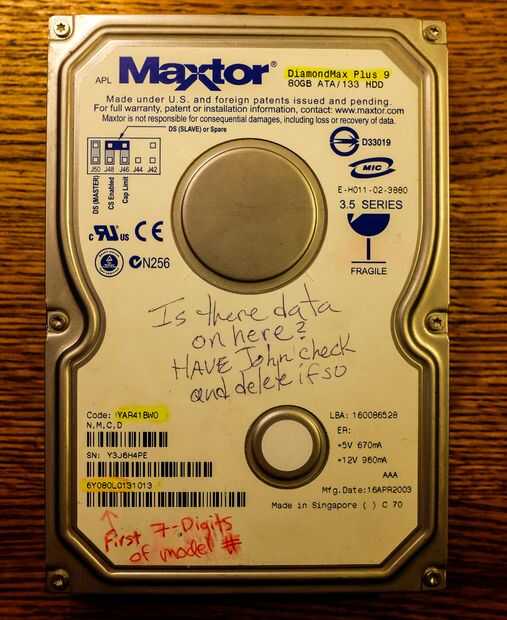 APL Maxtor DiamondMax Plus 9
80GB ATA/133 HDD
Made under U.S. and foreign patents issued and pending.
For full warranty, patent or installation information, contact: www.maxtor.com
Maxtor is not responsible for consequential damages, including loss or recovery of data.
DS (SLAVE) or Spare
J50 J48 J46 J44 J42
DS (MASTER)
CS Enabled
Cap Limit
D33019
MIC
E-H011-02-3880
3.5 SERIES
c RU US CE
N256
FRAGILE
Is there data
on here?
HAVE John check
and delete if so
Code: YAR41BW0
N,M,C,D
SN: Y3J6H4PE
6Y080L0131013
LBA: 160086528
ER:
+5V 670mA
+12V 960mA
AAA
Mfg.Date:16APR2003
Made in Singapore ( ) C 70
First 7-Digits
of model #